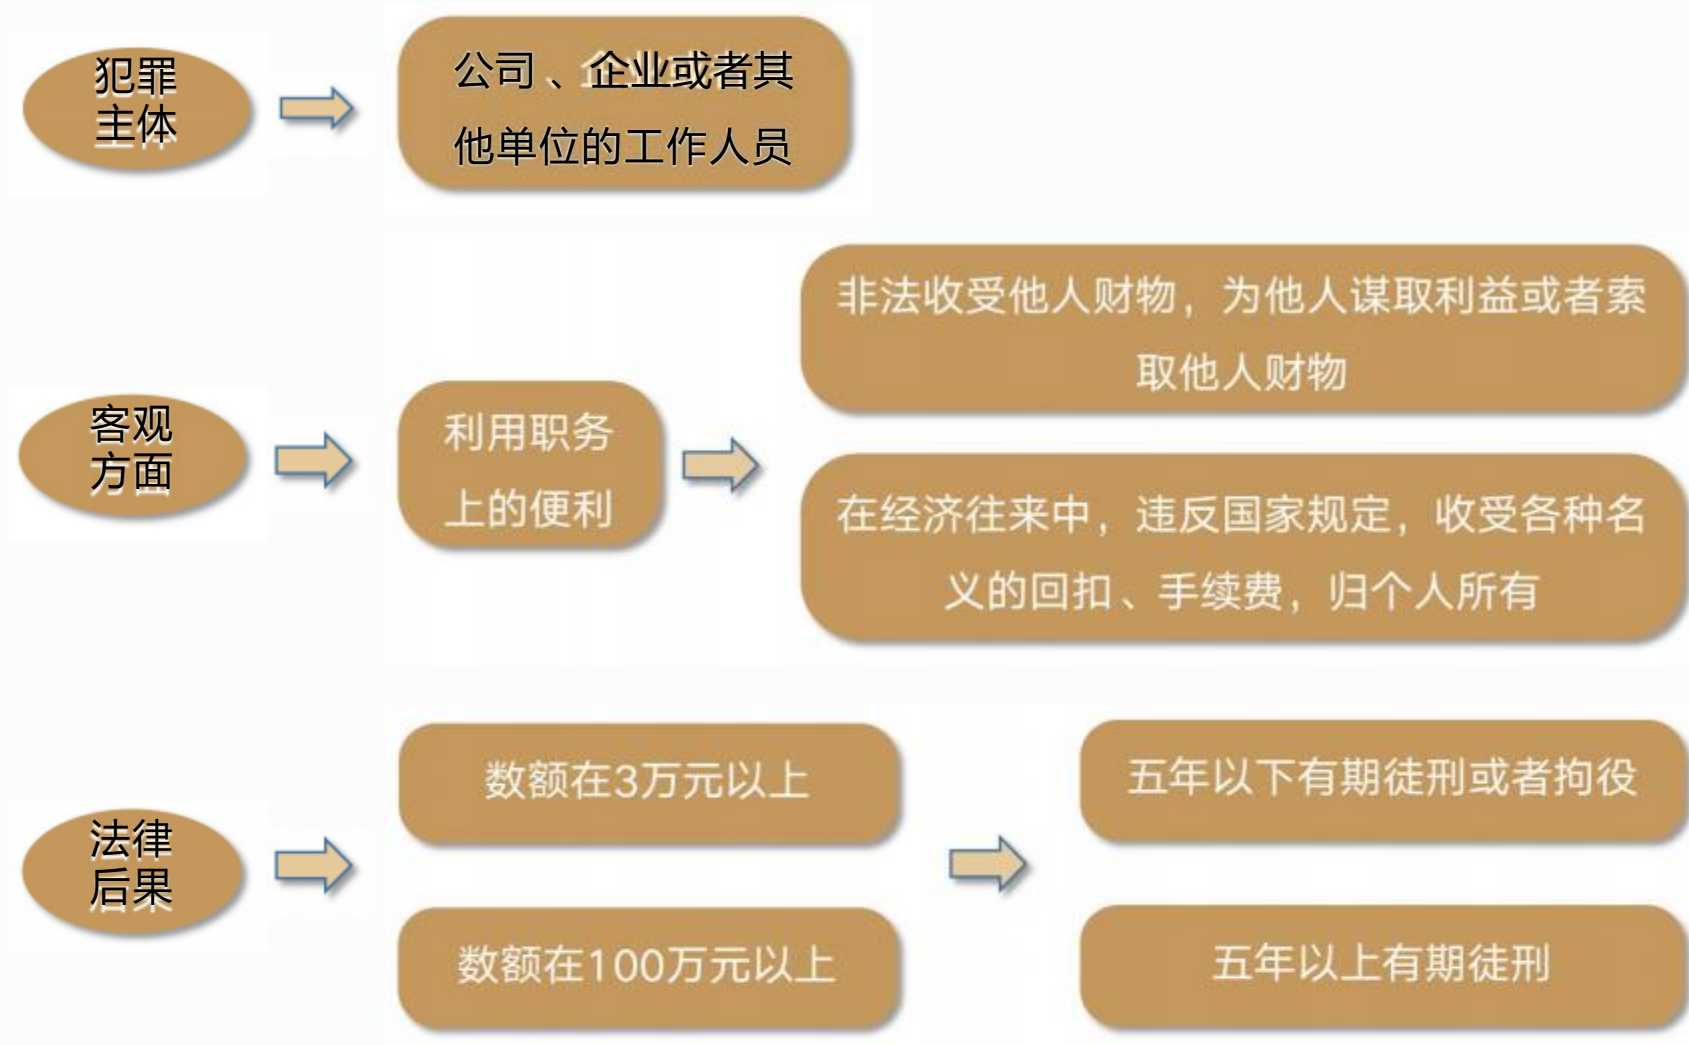 犯罪
主体
公司、企业或者其
他单位的工作人员
客观
方面
利用职务
上的便利
非法收受他人财物，为他人谋取利益或者索
取他人财物
在经济往来中，违反国家规定，收受各种名
义的回扣、手续费，归个人所有
法律
后果
数额在3万元以上
五年以下有期徒刑或者拘役
数额在100万元以上
五年以上有期徒刑